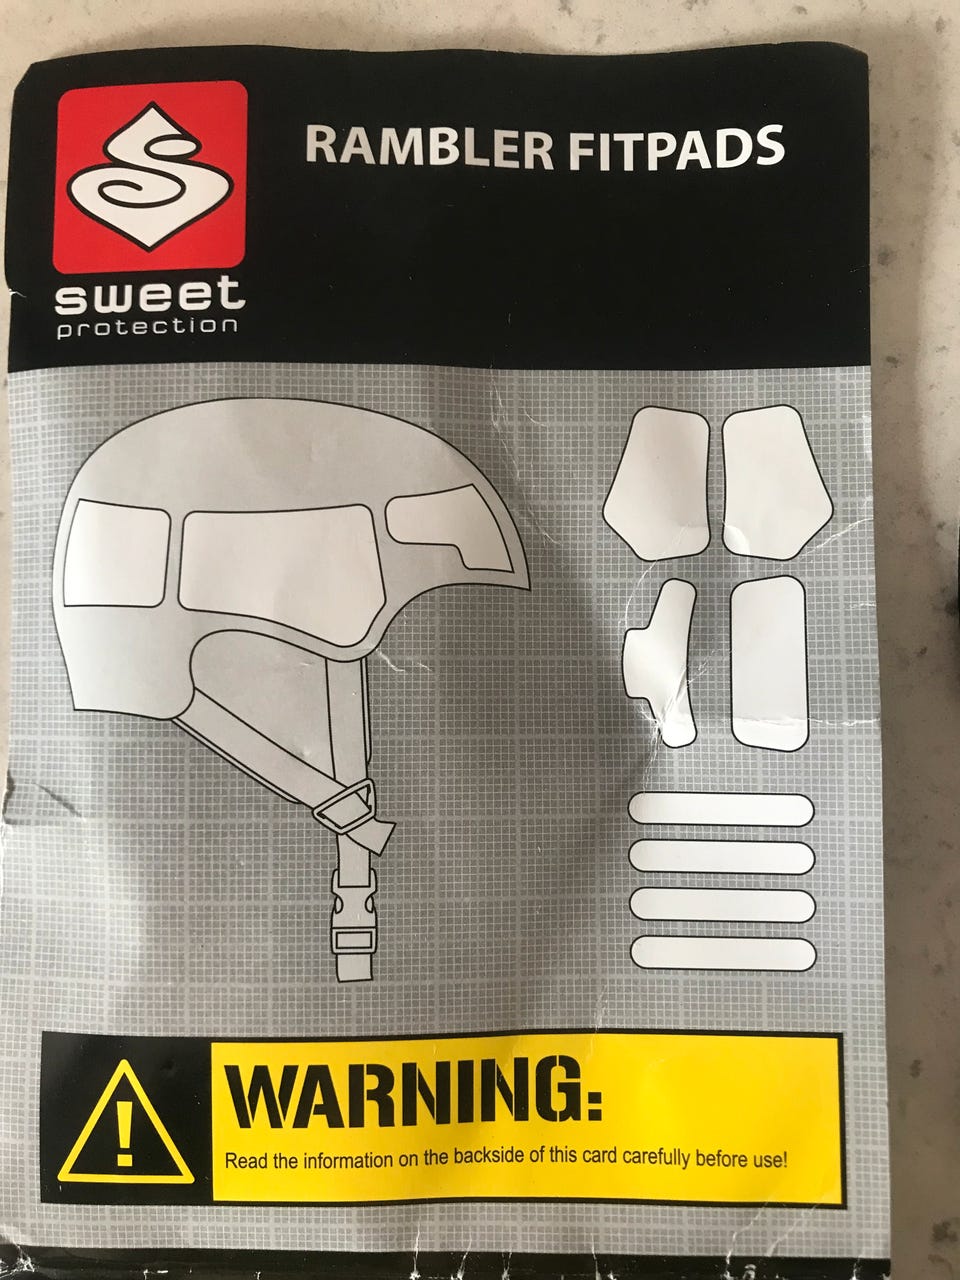 RAMBLER FITPADS
sweet
protection
WARNING:
Read the information on the backside of this card carefully before use!